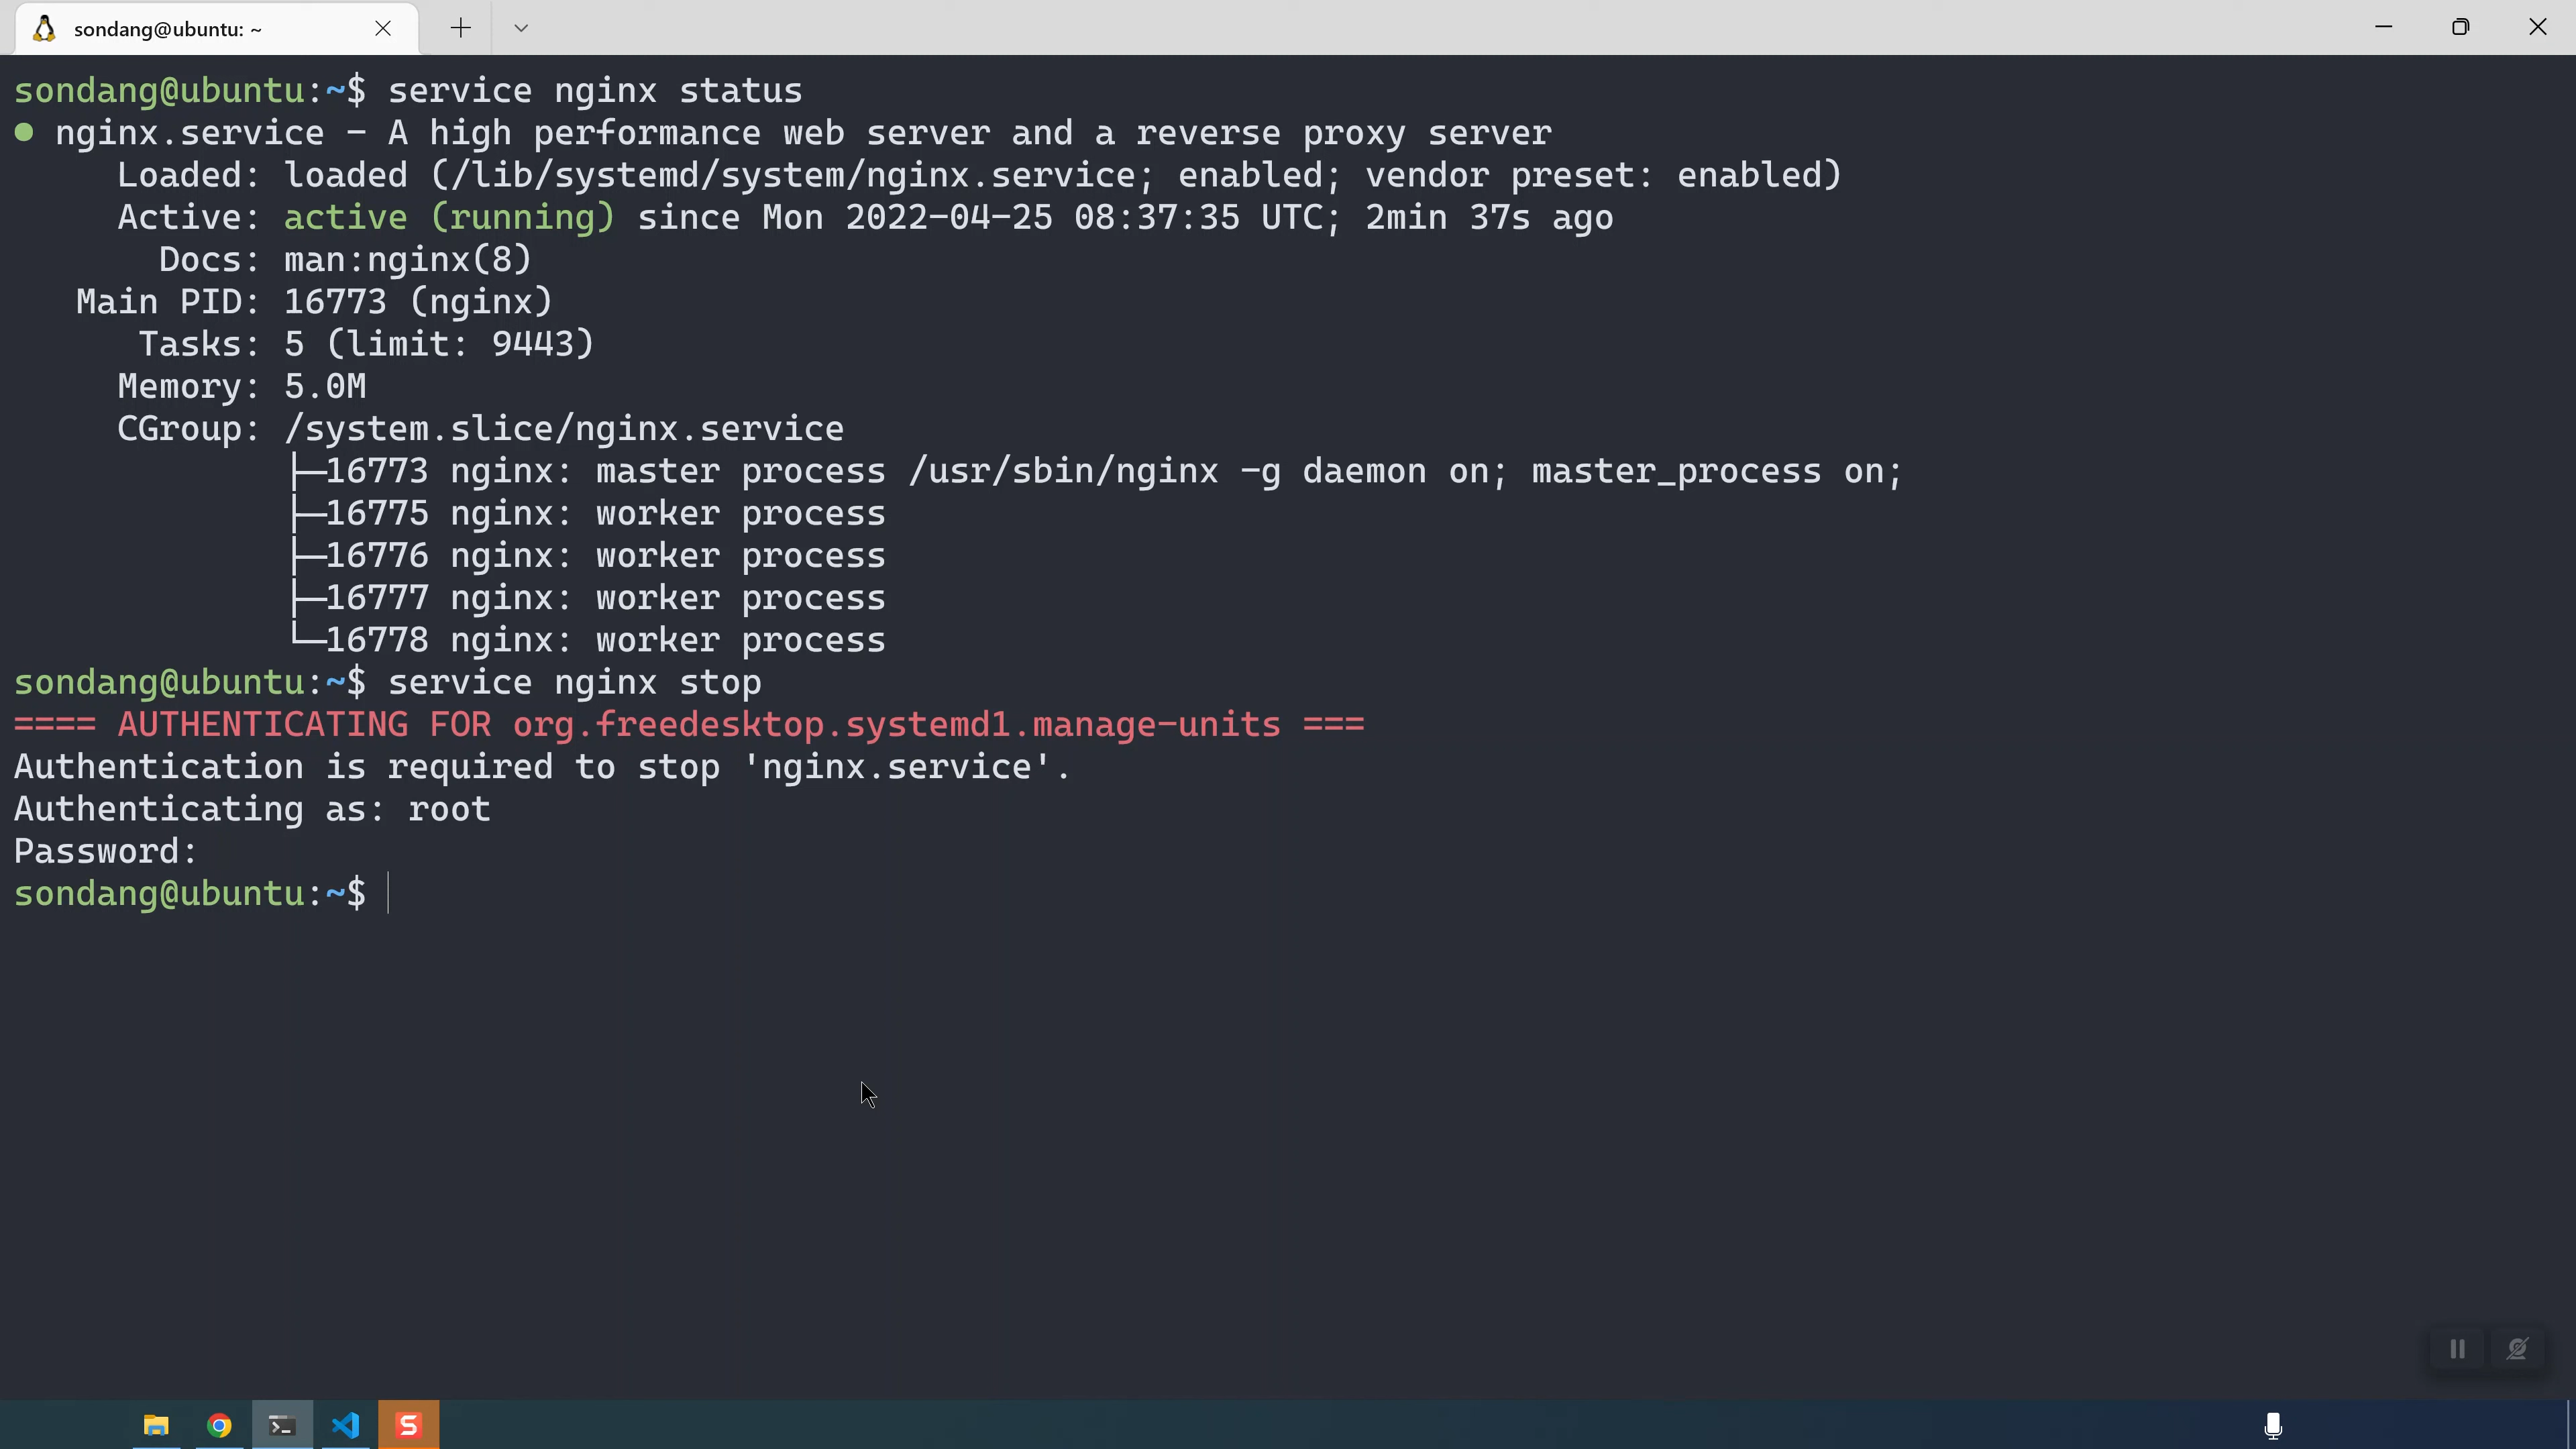 sondang@ubuntu: ~
sondang@ubuntu:~$ service nginx status
● nginx.service - A high performance web server and a reverse proxy server
     Loaded: loaded (/lib/systemd/system/nginx.service; enabled; vendor preset: enabled)
     Active: active (running) since Mon 2022-04-25 08:37:35 UTC; 2min 37s ago
       Docs: man:nginx(8)
   Main PID: 16773 (nginx)
      Tasks: 5 (limit: 9443)
     Memory: 5.0M
     CGroup: /system.slice/nginx.service
             ├─16773 nginx: master process /usr/sbin/nginx -g daemon on; master_process on;
             ├─16775 nginx: worker process
             ├─16776 nginx: worker process
             ├─16777 nginx: worker process
             └─16778 nginx: worker process
sondang@ubuntu:~$ service nginx stop
==== AUTHENTICATING FOR org.freedesktop.systemd1.manage-units ===
Authentication is required to stop 'nginx.service'.
Authenticating as: root
Password:
sondang@ubuntu:~$